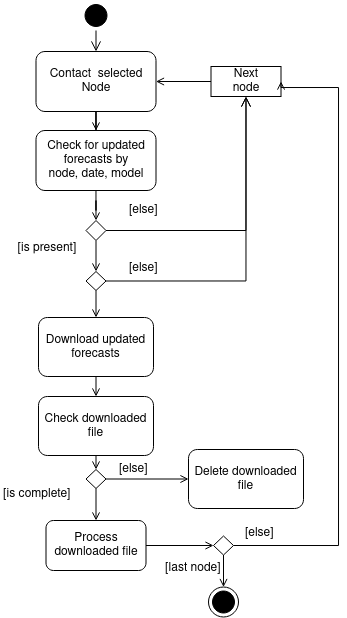 Contact  selected
Node
Next
node
Check for updated
forecasts by
node, date, model
[else]
[is present]
[else]
Download updated
forecasts
Check downloaded
file
[else]
[is complete]
Delete downloaded
file
Process
downloaded file
[else]
[last node]